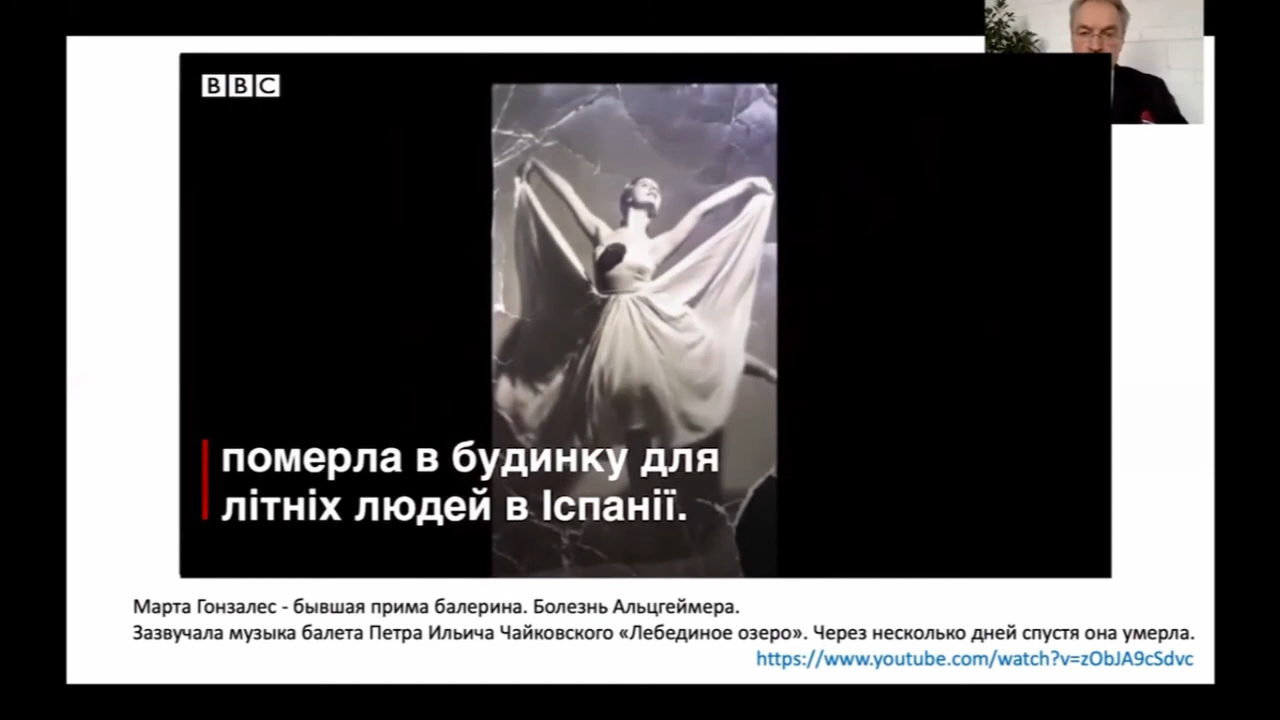 BBC
померла в будинку для
літніх людей в Іспанії.
Марта Гонзалес - бывшая прима балерина. Болезнь Альцгеймера.
Зазвучала музыка балета Петра Ильича Чайковского «Лебединое озеро». Через несколько дней спустя она умерла.
https://www.youtube.com/watch?v=zObJA9cSdvc